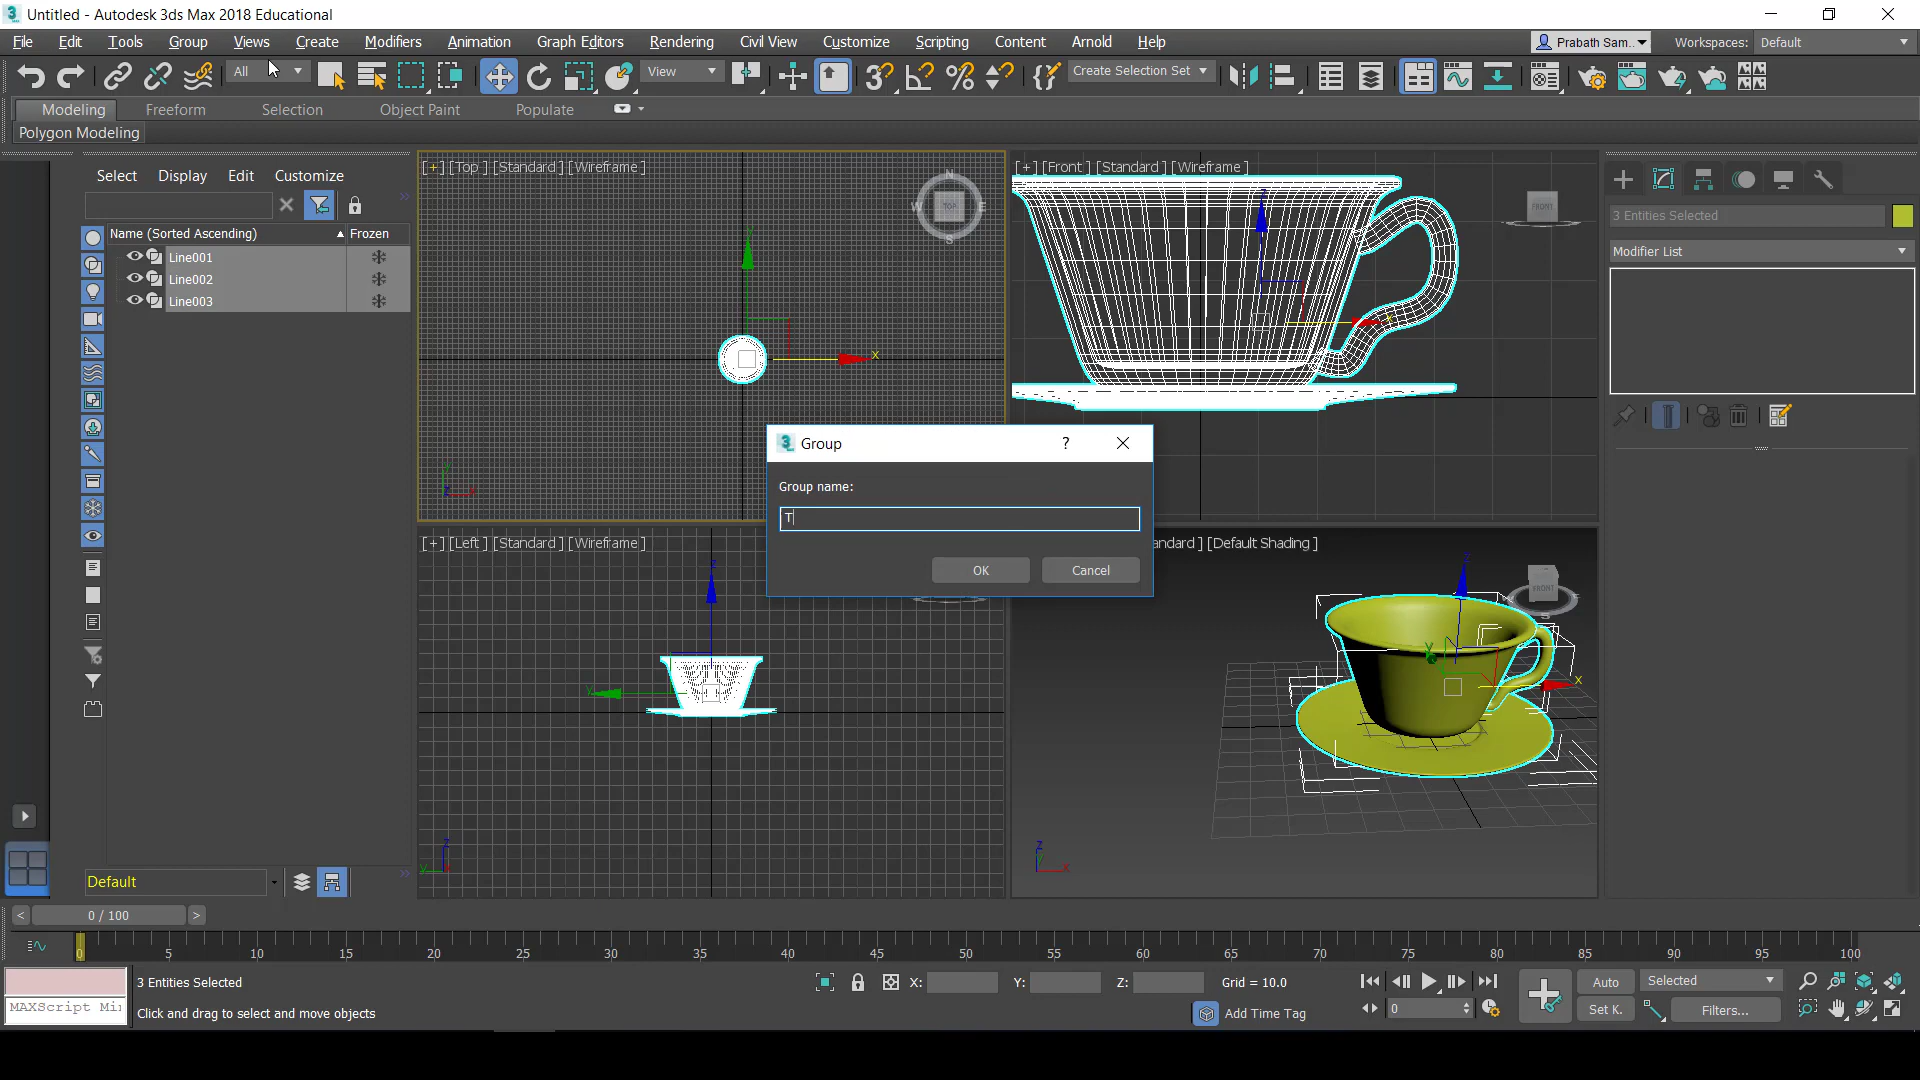 Untitled - Autodesk 3ds Max 2018 Educational
File Edit Tools Group Views Create Modifiers Animation Graph Editors Rendering Civil View Customize Scripting Content Arnold Help
Prabath Sam.. Workspaces: Default
All View Create Selection Set
Modeling Freeform Selection Object Paint Populate
Polygon Modeling
Select Display Edit Customize
Name (Sorted Ascending) Frozen
Line001
Line002
Line003
[+] [Top ] [Standard ] [Wireframe ]
N
W TOP E
S
y
x
[+] [Front ] [Standard ] [Wireframe ]
FRONT
z
x
3 Entities Selected
Modifier List
Group ?
Group name:
T
OK Cancel
[+] [Left ] [Standard ] [Wireframe ]
z
y
andard ] [Default Shading ]
FRONT
S
z
y
x
Default
< 0 / 100 >
0 5 10 15 20 25 30 35 40 45 50 55 60 65 70 75 80 85 90 95 100
3 Entities Selected
X: Y: Z: Grid = 10.0
Auto Selected
MAXScript Mi
Click and drag to select and move objects
Add Time Tag
0
Set K. Filters...